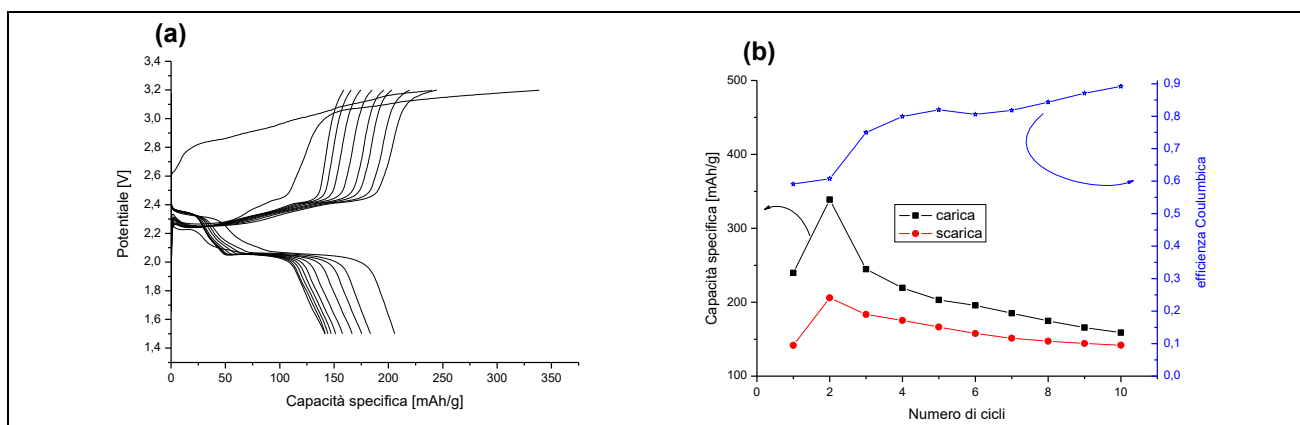 (a)
3,4
3,2
3,0
2,8
2,6
2,4
2,2
2,0
1,8
1,6
1,4
Potenziale [V]
0 50 100 150 200 250 300 350
Capacità specifica [mAh/g]
(b)
500
400
300
200
100
Capacità specifica [mAh/g]
carica
scarica
0,9
0,8
0,7
0,6
0,5
0,4
0,3
0,2
0,1
0,0
efficienza Coulumbica
0 2 4 6 8 10
Numero di cicli